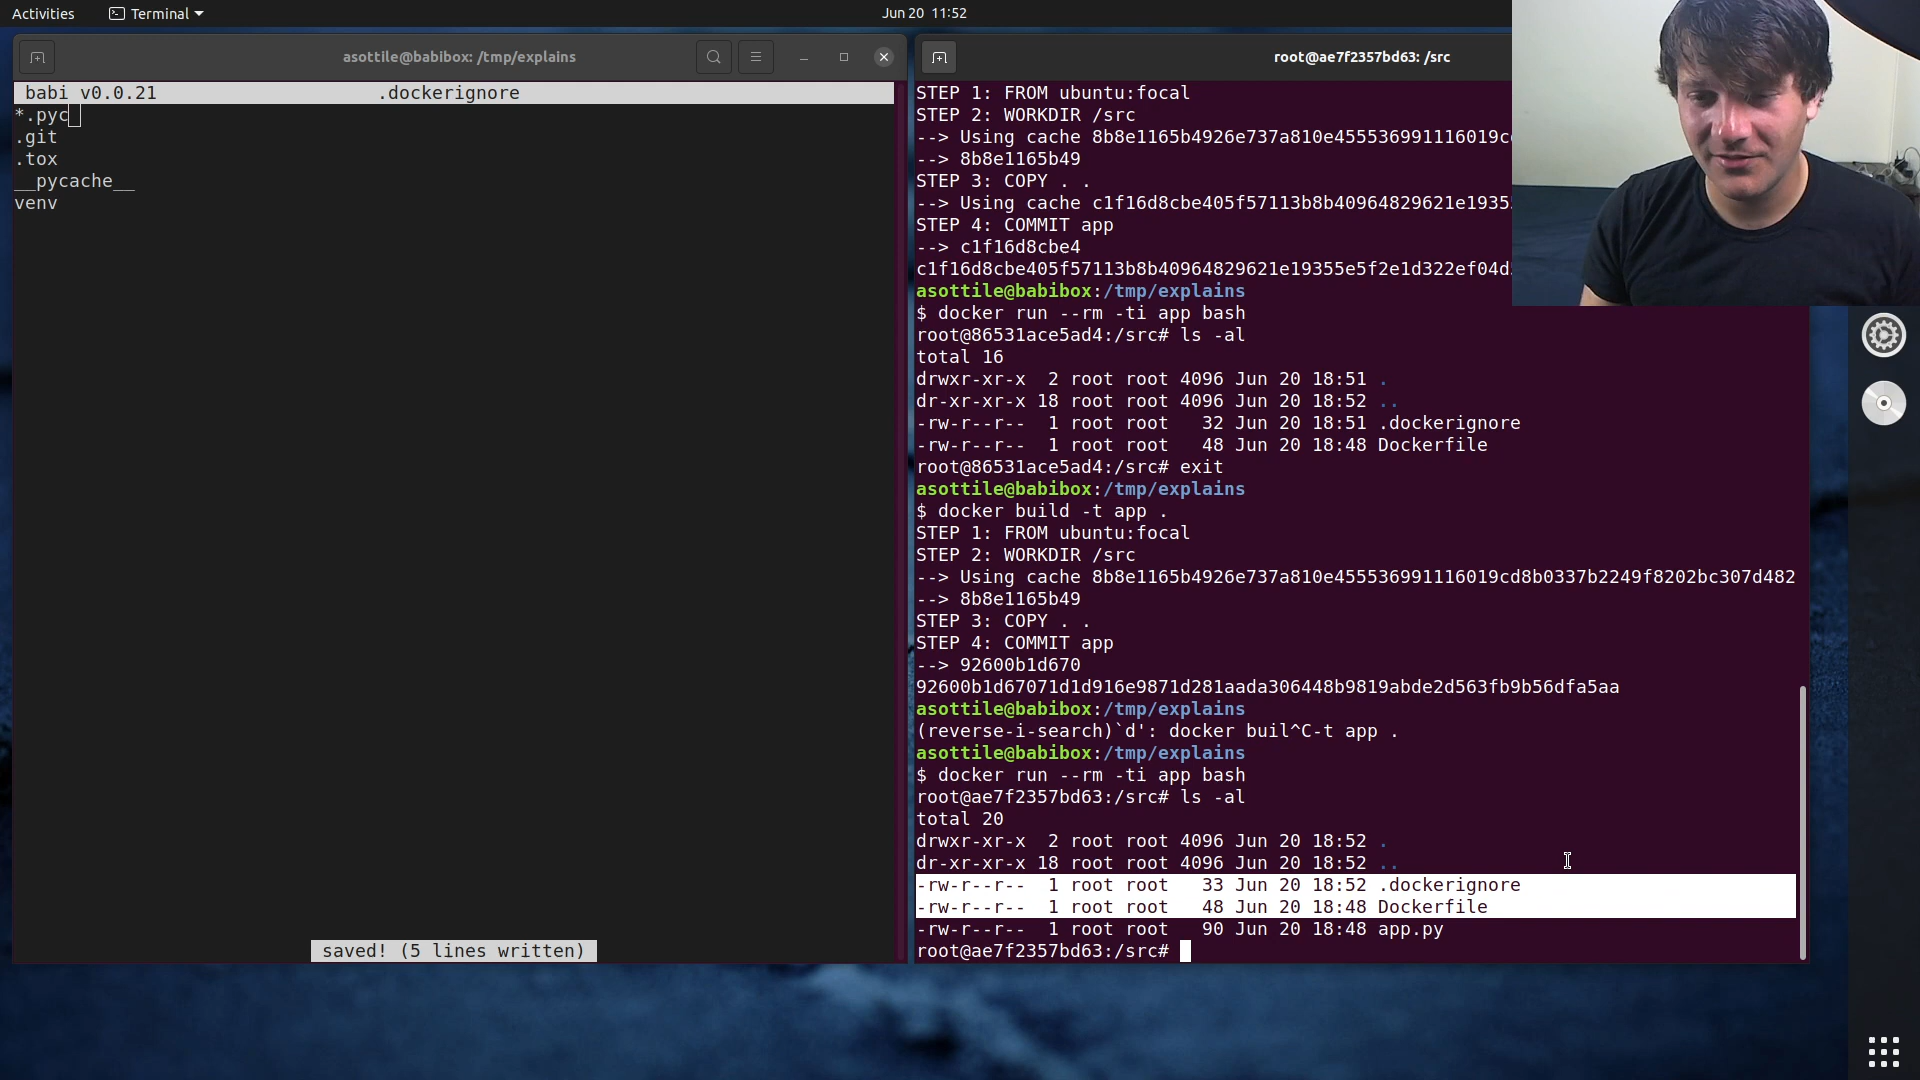 Activities
Terminal
Jun 20 11:52
asottile@babibox: /tmp/explains
babi v0.0.21 .dockerignore
*.pyc
.git
.tox
__pycache__
venv
saved! (5 lines written)
root@ae7f2357bd63: /src
STEP 1: FROM ubuntu:focal
STEP 2: WORKDIR /src
--> Using cache 8b8e1165b4926e737a810e455536991116019c
--> 8b8e1165b49
STEP 3: COPY . .
--> Using cache c1f16d8cbe405f57113b8b40964829621e1935
STEP 4: COMMIT app
--> c1f16d8cbe4
c1f16d8cbe405f57113b8b40964829621e19355e5f2e1d322ef04d
asottile@babibox:/tmp/explains
$ docker run --rm -ti app bash
root@86531ace5ad4:/src# ls -al
total 16
drwxr-xr-x  2 root root 4096 Jun 20 18:51 .
dr-xr-xr-x 18 root root 4096 Jun 20 18:52 ..
-rw-r--r--  1 root root   32 Jun 20 18:51 .dockerignore
-rw-r--r--  1 root root   48 Jun 20 18:48 Dockerfile
root@86531ace5ad4:/src# exit
asottile@babibox:/tmp/explains
$ docker build -t app .
STEP 1: FROM ubuntu:focal
STEP 2: WORKDIR /src
--> Using cache 8b8e1165b4926e737a810e455536991116019cd8b0337b2249f8202bc307d482
--> 8b8e1165b49
STEP 3: COPY . .
STEP 4: COMMIT app
--> 92600b1d670
92600b1d67071d1d916e9871d281aada306448b9819abde2d563fb9b56dfa5aa
asottile@babibox:/tmp/explains
(reverse-i-search)`d': docker buil^C-t app .
asottile@babibox:/tmp/explains
$ docker run --rm -ti app bash
root@ae7f2357bd63:/src# ls -al
total 20
drwxr-xr-x  2 root root 4096 Jun 20 18:52 .
dr-xr-xr-x 18 root root 4096 Jun 20 18:52 ..
-rw-r--r--  1 root root   33 Jun 20 18:52 .dockerignore
-rw-r--r--  1 root root   48 Jun 20 18:48 Dockerfile
-rw-r--r--  1 root root   90 Jun 20 18:48 app.py
root@ae7f2357bd63:/src#